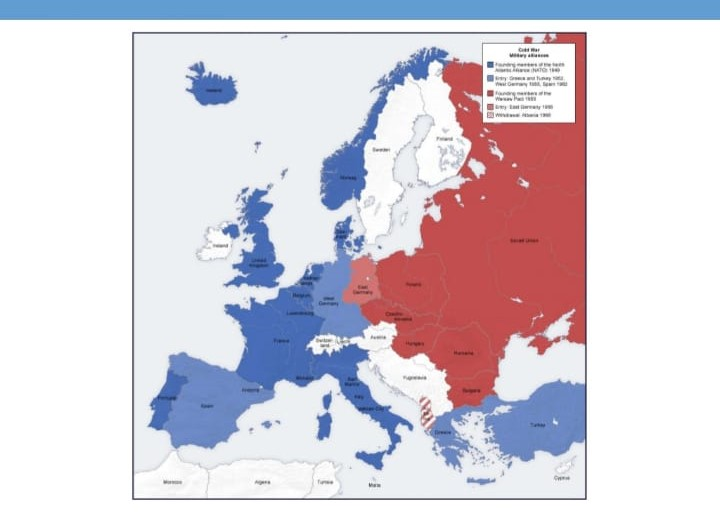 Cold War
Military alliances
Founding members of the North
Atlantic Alliance (NATO) 1949
Entry: Greece and Turkey 1952,
West Germany 1955, Spain 1982
Founding members of the
Warsaw Pact 1955
Entry: East Germany 1956
Withdrawal: Albania 1968
Iceland
Finland
Sweden
Norway
Soviet Union
Ireland
United
Kingdom
East
Germany
Poland
Belgium
West
Germany
Luxembourg
Czecho-
slovakia
France
Switzer-
land
Austria
Hungary
Romania
Monaco
San
Marino
Yugoslavia
Andorra
Bulgaria
Portugal
Spain
Italy
Vatican City
Greece
Turkey
Morocco
Algeria
Tunisia
Malta
Cyprus